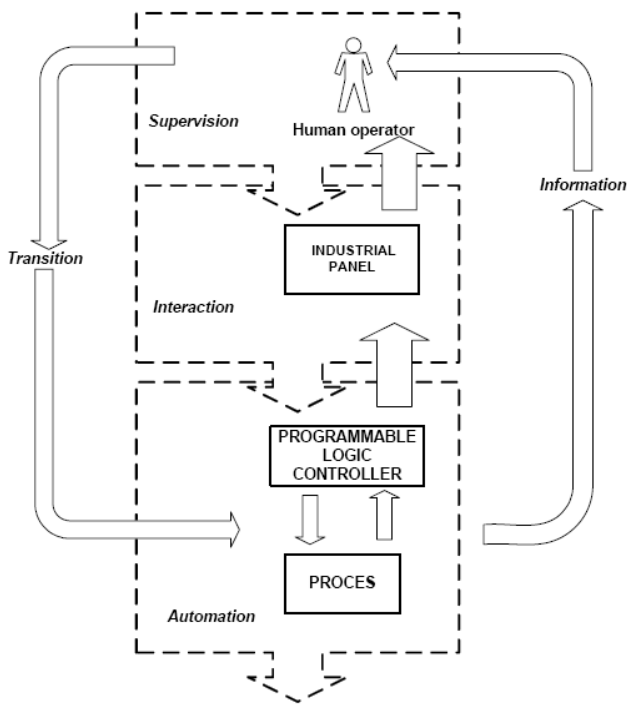 Supervision
Human operator
Information
INDUSTRIAL
PANEL
Transition
Interaction
PROGRAMMABLE
LOGIC
CONTROLLER
PROCES
Automation